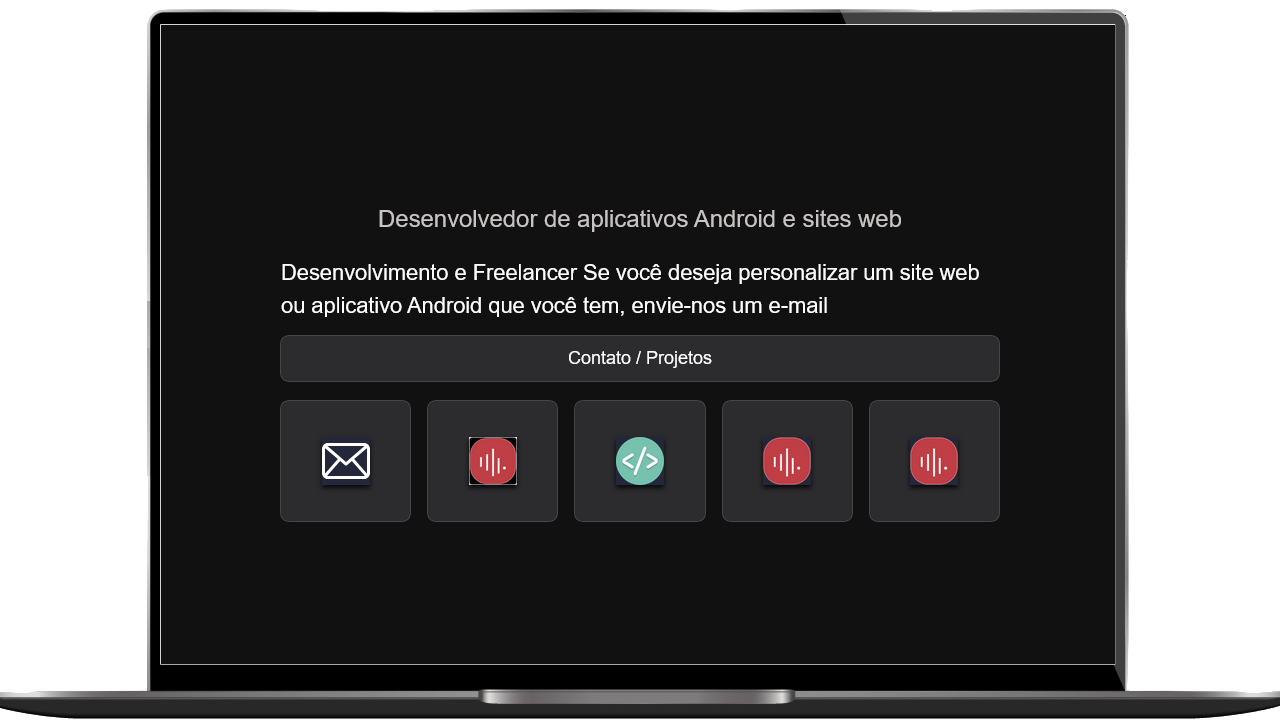 Desenvolvedor de aplicativos Android e sites web
Desenvolvimento e Freelancer Se você deseja personalizar um site web
ou aplicativo Android que você tem, envie-nos um e-mail
Contato / Projetos